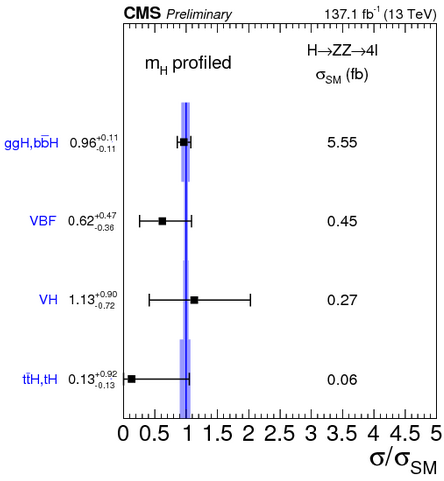 CMS Preliminary 137.1 fb⁻¹ (13 TeV)
m_H profiled H→ZZ→4l
σ_SM (fb)
ggH,bb̅H 0.96 +0.11 -0.11 5.55
VBF 0.62 +0.47 -0.36 0.45
VH 1.13 +0.90 -0.72 0.27
tt̅H,tH 0.13 +0.92 -0.13 0.06
0 0.5 1 1.5 2 2.5 3 3.5 4 4.5 5
σ/σ_SM